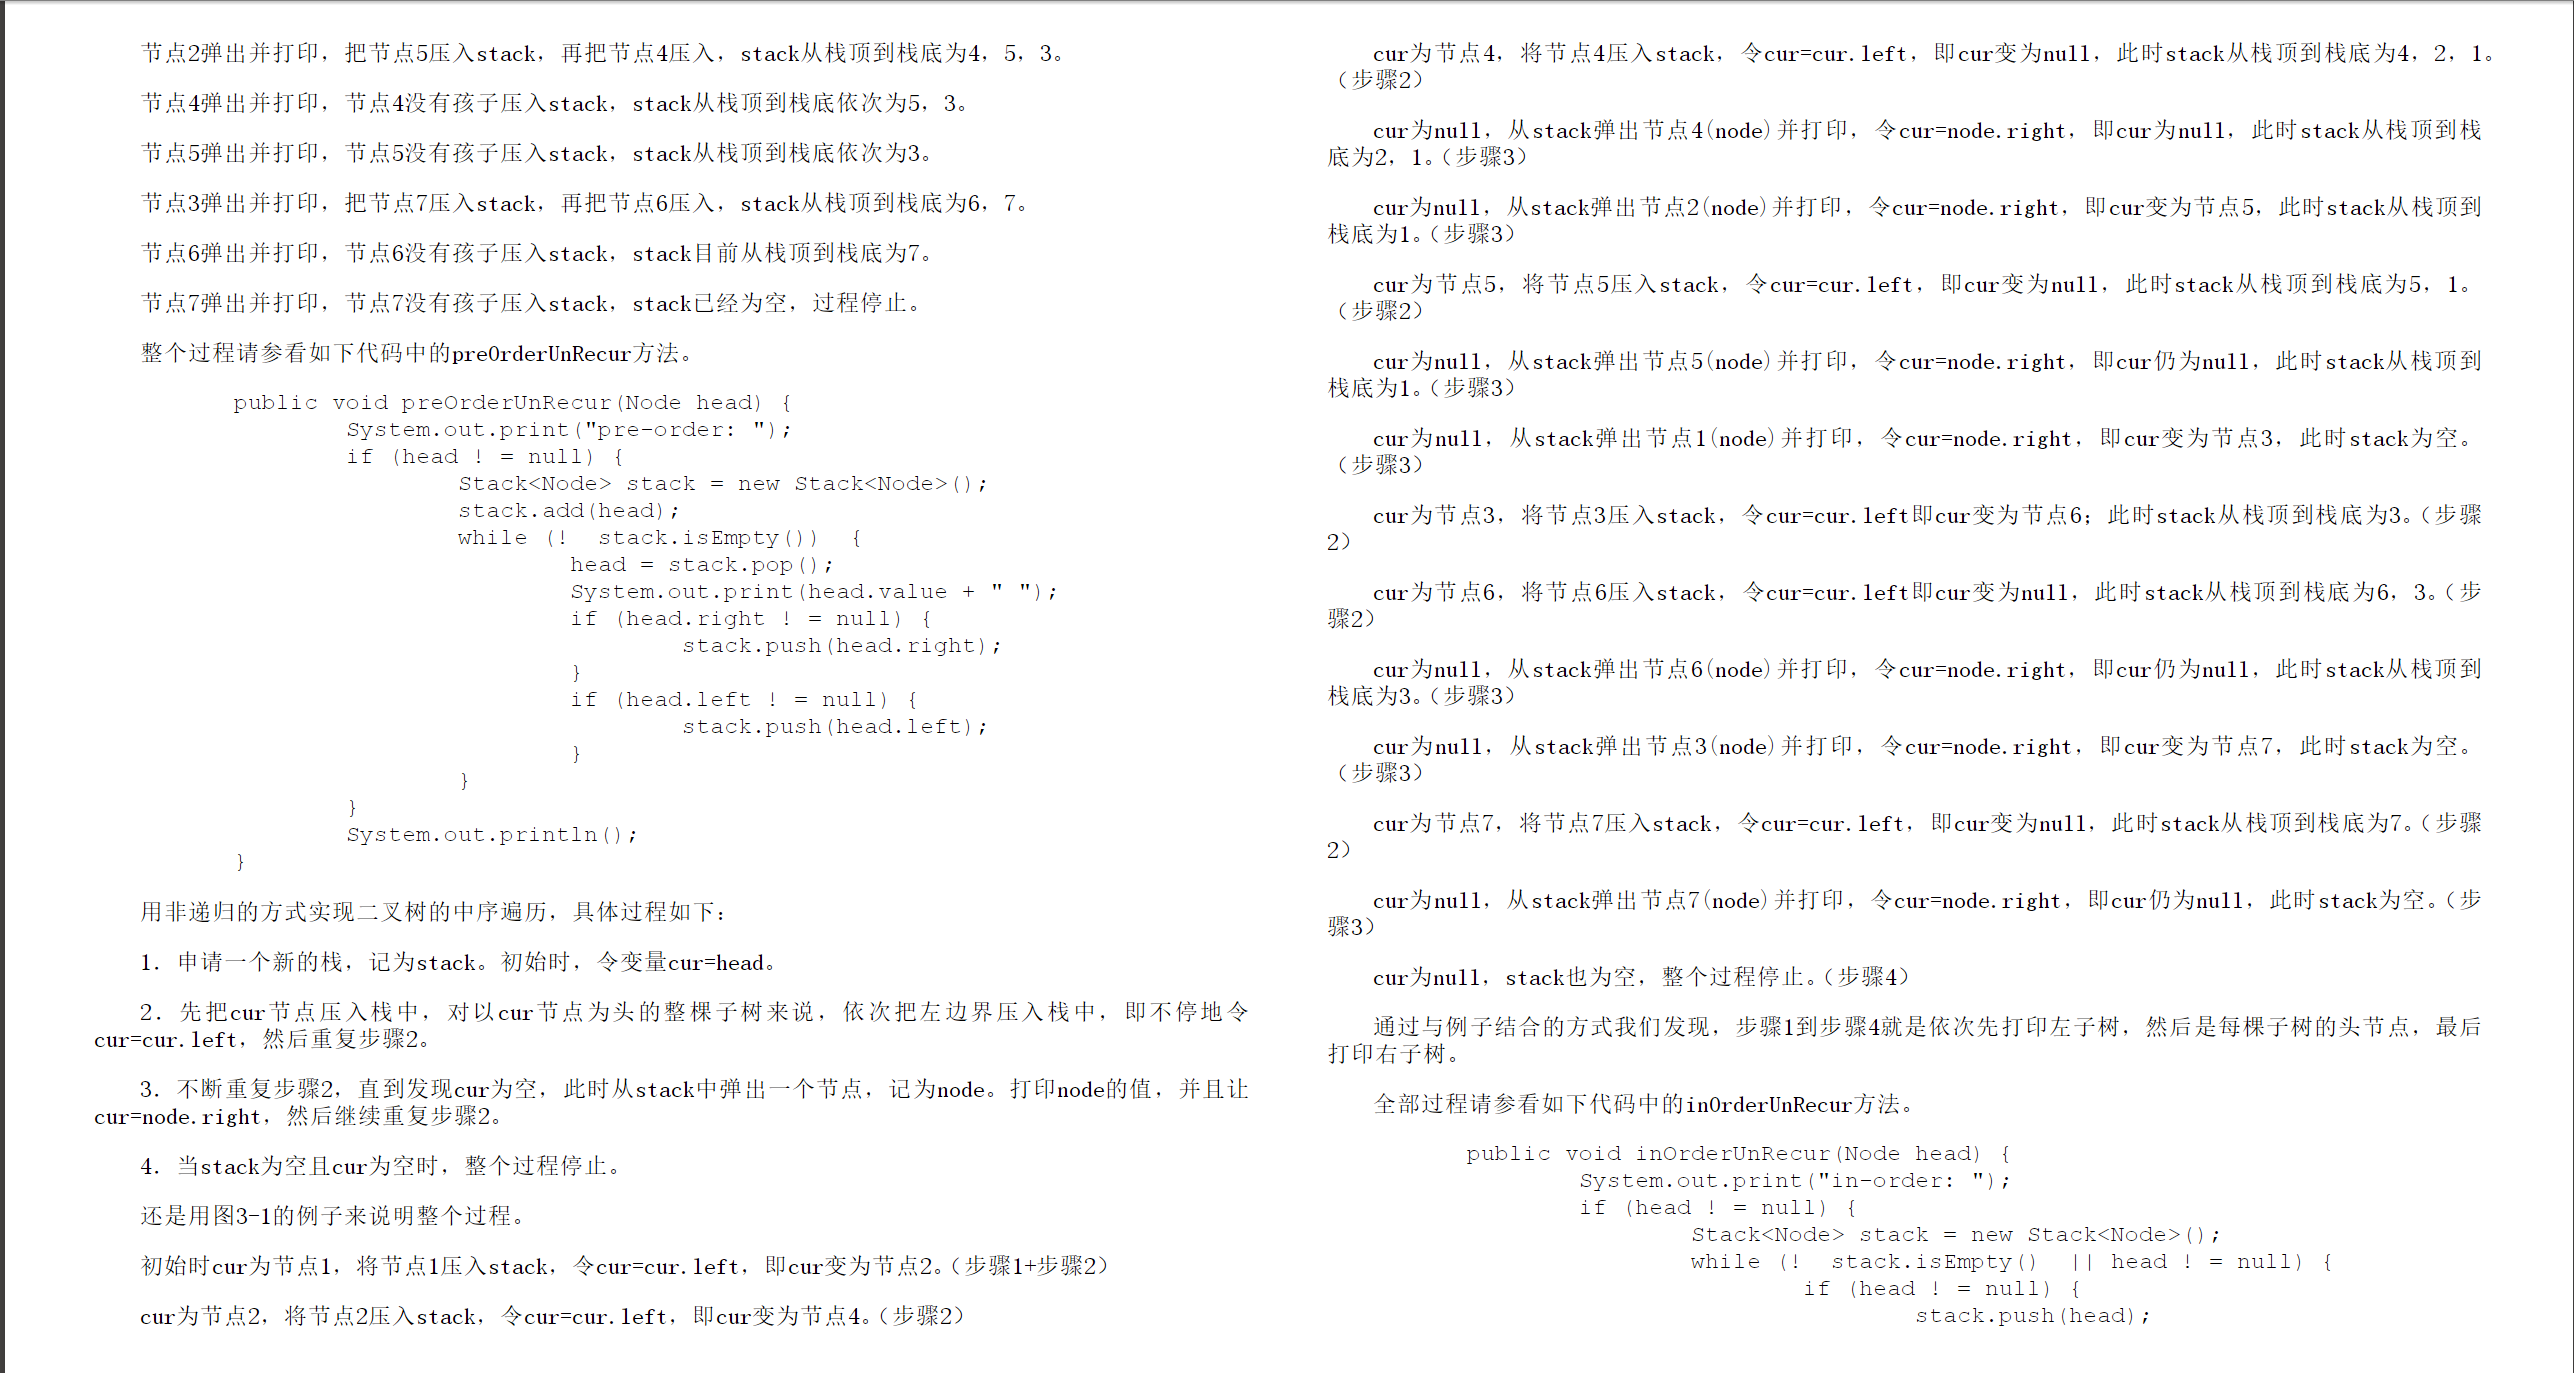 节点2弹出并打印，把节点5压入stack，再把节点4压入，stack从栈顶到栈底为4，5，3。
节点4弹出并打印，节点4没有孩子压入stack，stack从栈顶到栈底依次为5，3。
节点5弹出并打印，节点5没有孩子压入stack，stack从栈顶到栈底依次为3。
节点3弹出并打印，把节点7压入stack，再把节点6压入，stack从栈顶到栈底为6，7。
节点6弹出并打印，节点6没有孩子压入stack，stack目前从栈顶到栈底为7。
节点7弹出并打印，节点7没有孩子压入stack，stack已经为空，过程停止。
整个过程请参看如下代码中的preOrderUnRecur方法。
public void preOrderUnRecur(Node head) {
System.out.print("pre-order: ");
if (head ! = null) {
Stack<Node> stack = new Stack<Node>();
stack.add(head);
while (!  stack.isEmpty())  {
head = stack.pop();
System.out.print(head.value + " ");
if (head.right ! = null) {
stack.push(head.right);
}
if (head.left ! = null) {
stack.push(head.left);
}
}
}
System.out.println();
}
用非递归的方式实现二叉树的中序遍历，具体过程如下：
1．申请一个新的栈，记为stack。初始时，令变量cur=head。
2．先把cur节点压入栈中，对以cur节点为头的整棵子树来说，依次把左边界压入栈中，即不停地令
cur=cur.left，然后重复步骤2。
3．不断重复步骤2，直到发现cur为空，此时从stack中弹出一个节点，记为node。打印node的值，并且让
cur=node.right，然后继续重复步骤2。
4．当stack为空且cur为空时，整个过程停止。
还是用图3-1的例子来说明整个过程。
初始时cur为节点1，将节点1压入stack，令cur=cur.left，即cur变为节点2。（步骤1+步骤2）
cur为节点2，将节点2压入stack，令cur=cur.left，即cur变为节点4。（步骤2）
cur为节点4，将节点4压入stack，令cur=cur.left，即cur变为null，此时stack从栈顶到栈底为4，2，1。
（步骤2）
cur为null，从stack弹出节点4(node)并打印，令cur=node.right，即cur为null，此时stack从栈顶到栈
底为2，1。（步骤3）
cur为null，从stack弹出节点2(node)并打印，令cur=node.right，即cur变为节点5，此时stack从栈顶到
栈底为1。（步骤3）
cur为节点5，将节点5压入stack，令cur=cur.left，即cur变为null，此时stack从栈顶到栈底为5，1。
（步骤2）
cur为null，从stack弹出节点5(node)并打印，令cur=node.right，即cur仍为null，此时stack从栈顶到
栈底为1。（步骤3）
cur为null，从stack弹出节点1(node)并打印，令cur=node.right，即cur变为节点3，此时stack为空。
（步骤3）
cur为节点3，将节点3压入stack，令cur=cur.left即cur变为节点6；此时stack从栈顶到栈底为3。（步骤
2）
cur为节点6，将节点6压入stack，令cur=cur.left即cur变为null，此时stack从栈顶到栈底为6，3。（步
骤2）
cur为null，从stack弹出节点6(node)并打印，令cur=node.right，即cur仍为null，此时stack从栈顶到
栈底为3。（步骤3）
cur为null，从stack弹出节点3(node)并打印，令cur=node.right，即cur变为节点7，此时stack为空。
（步骤3）
cur为节点7，将节点7压入stack，令cur=cur.left，即cur变为null，此时stack从栈顶到栈底为7。（步骤
2）
cur为null，从stack弹出节点7(node)并打印，令cur=node.right，即cur仍为null，此时stack为空。（步
骤3）
cur为null，stack也为空，整个过程停止。（步骤4）
通过与例子结合的方式我们发现，步骤1到步骤4就是依次先打印左子树，然后是每棵子树的头节点，最后
打印右子树。
全部过程请参看如下代码中的inOrderUnRecur方法。
public void inOrderUnRecur(Node head) {
System.out.print("in-order: ");
if (head ! = null) {
Stack<Node> stack = new Stack<Node>();
while (!  stack.isEmpty()  || head ! = null) {
if (head ! = null) {
stack.push(head);